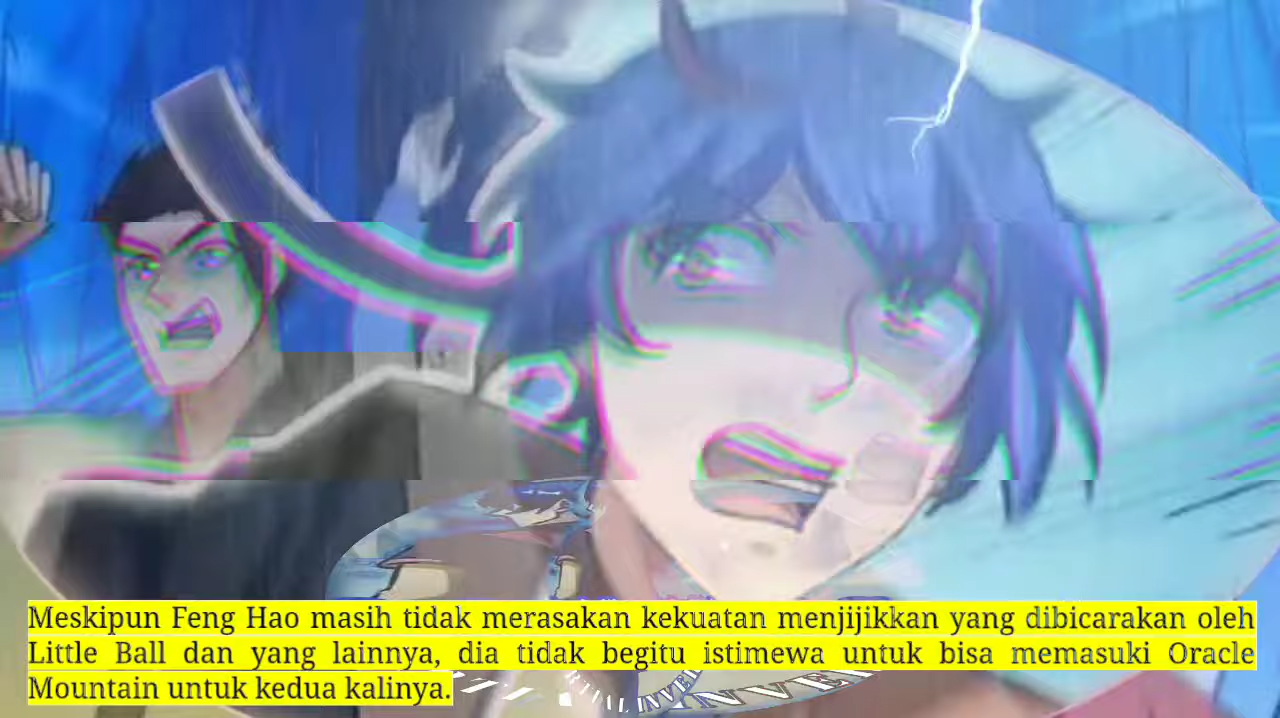 Meskipun Feng Hao masih tidak merasakan kekuatan menjijikkan yang dibicarakan oleh
Little Ball dan yang lainnya, dia tidak begitu istimewa untuk bisa memasuki Oracle
Mountain untuk kedua kalinya.